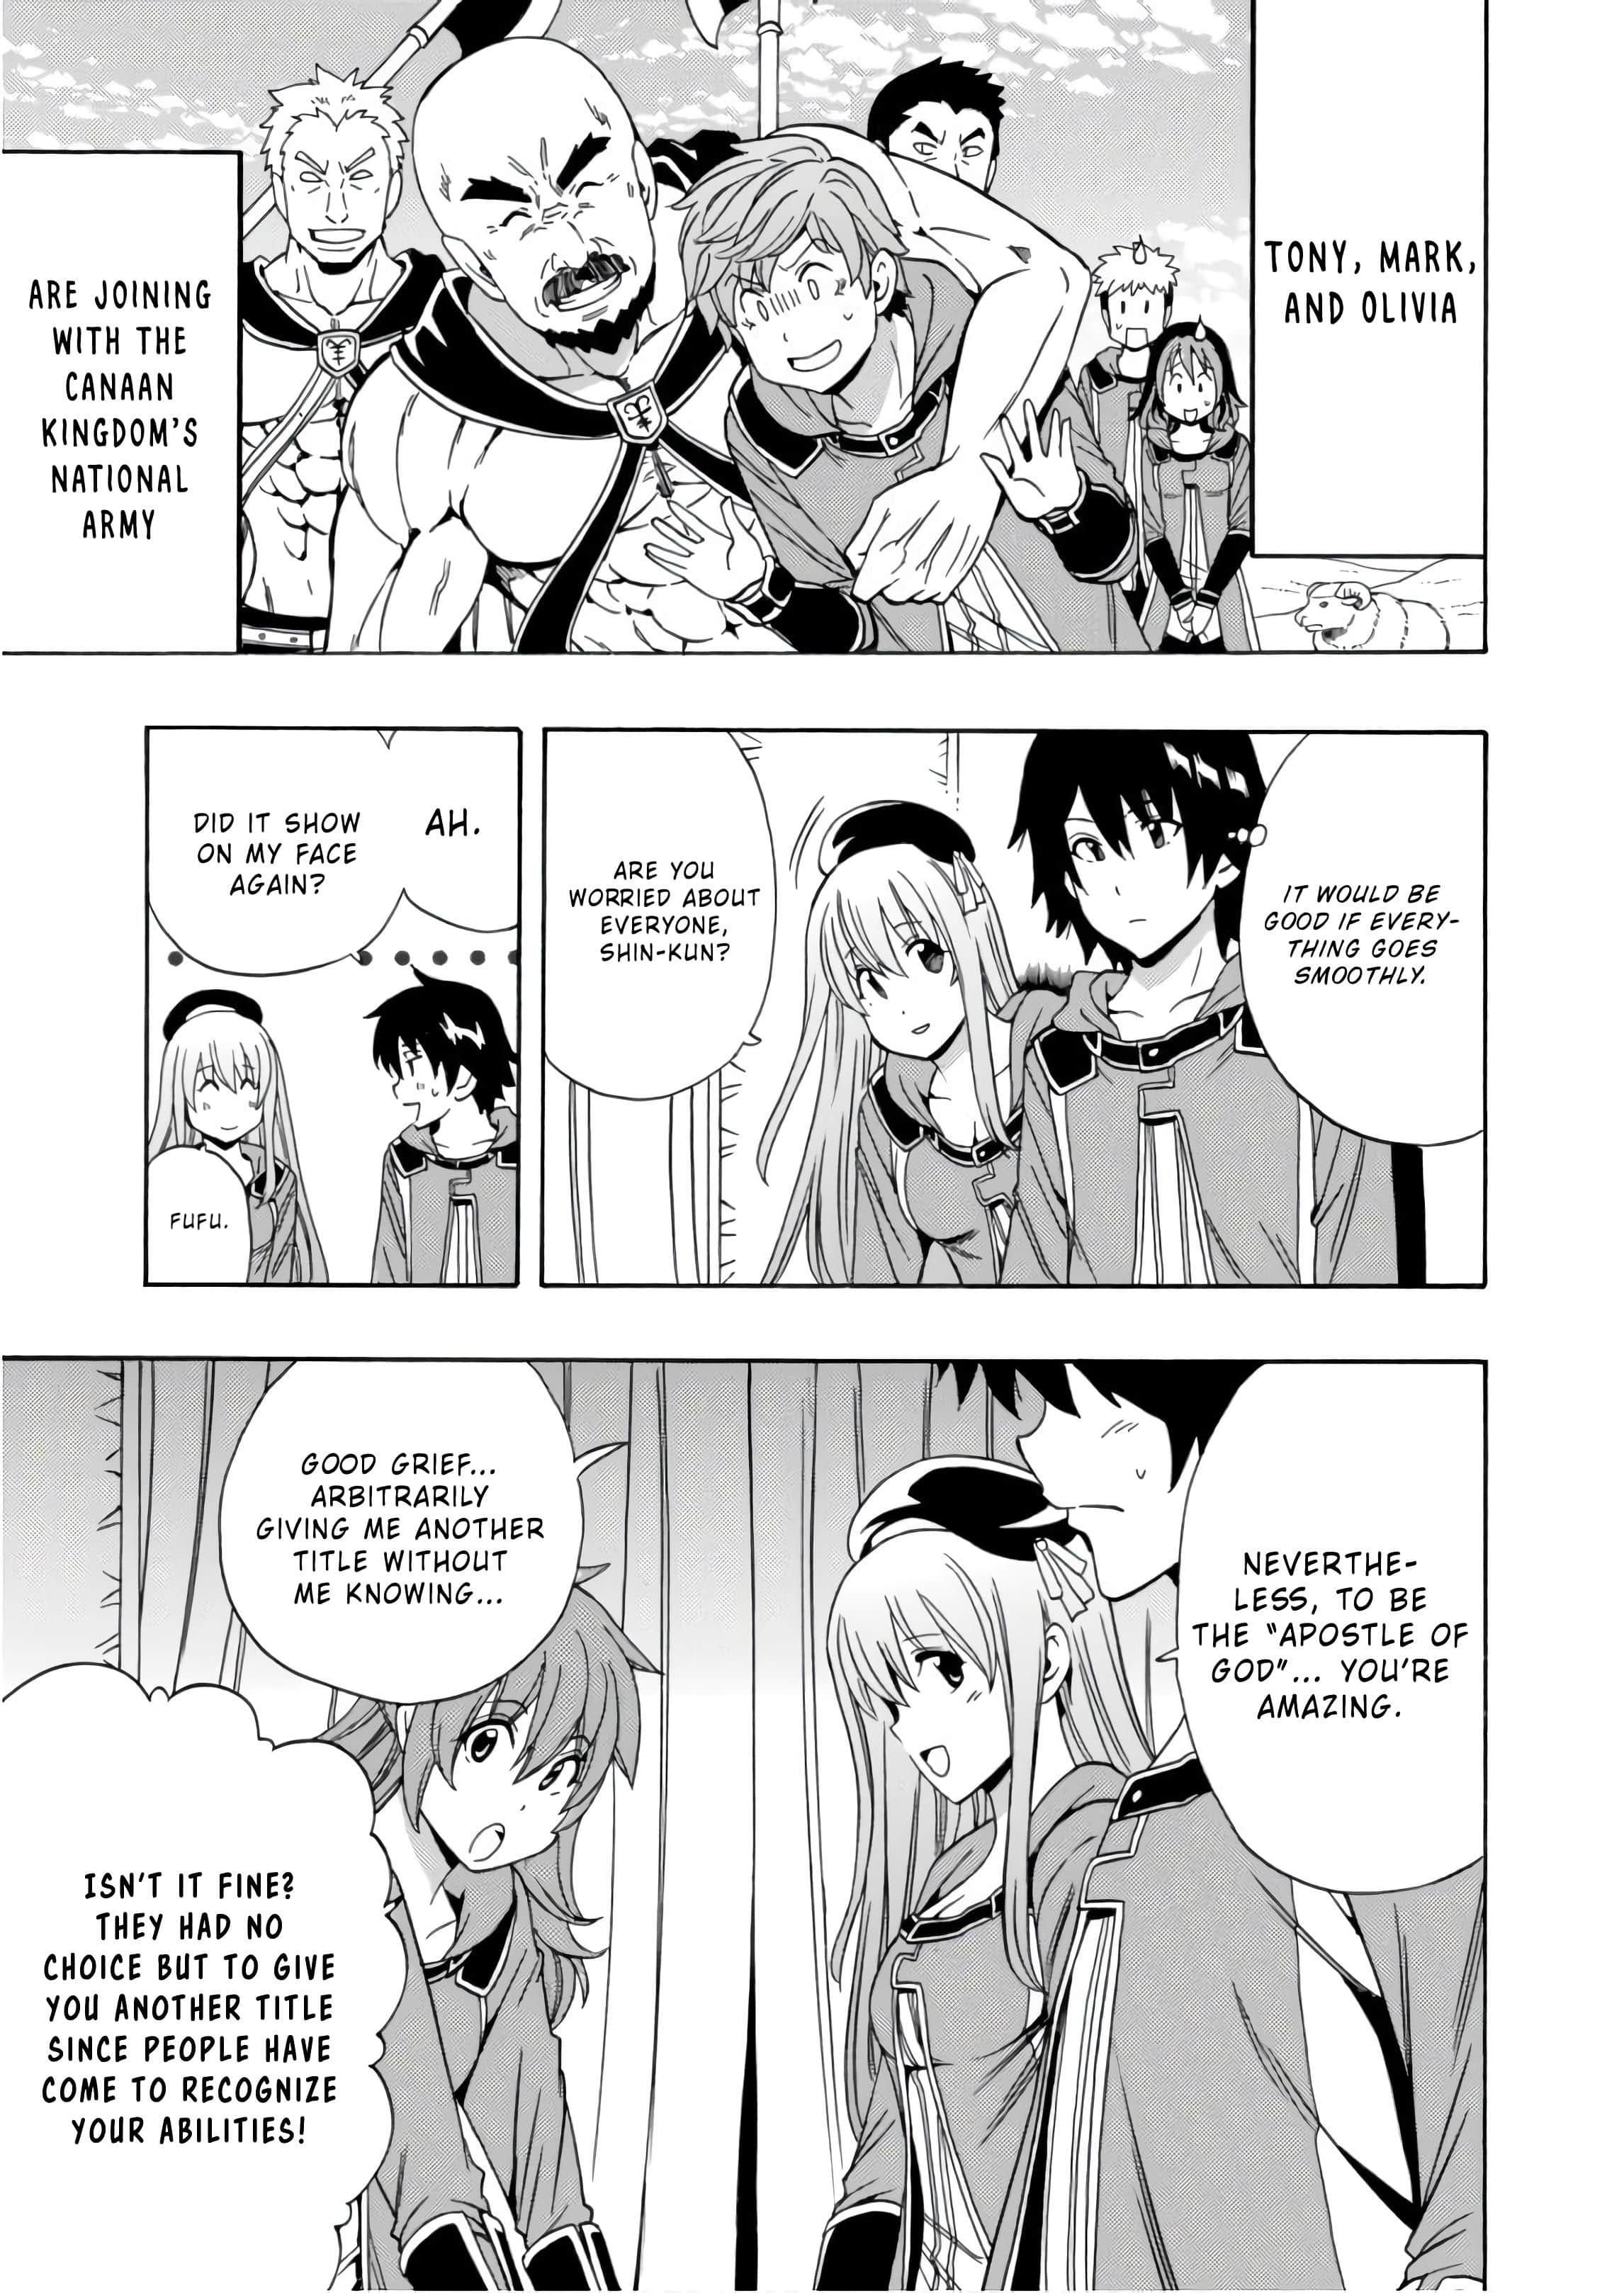 TONY, MARK,
AND OLIVIA
ARE JOINING
WITH THE
CANAAN
KINGDOM'S
NATIONAL
ARMY
IT WOULD BE
GOOD IF EVERY-
THING GOES
SMOOTHLY.
ARE YOU
WORRIED ABOUT
EVERYONE,
SHIN-KUN?
AH.
DID IT SHOW
ON MY FACE
AGAIN?
FUFU.
NEVERTHE-
LESS, TO BE
THE "APOSTLE OF
GOD"... YOU'RE
AMAZING.
GOOD GRIEF...
ARBITRARILY
GIVING ME ANOTHER
TITLE WITHOUT
ME KNOWING...
ISN'T IT FINE?
THEY HAD NO
CHOICE BUT TO GIVE
YOU ANOTHER TITLE
SINCE PEOPLE HAVE
COME TO RECOGNIZE
YOUR ABILITIES!